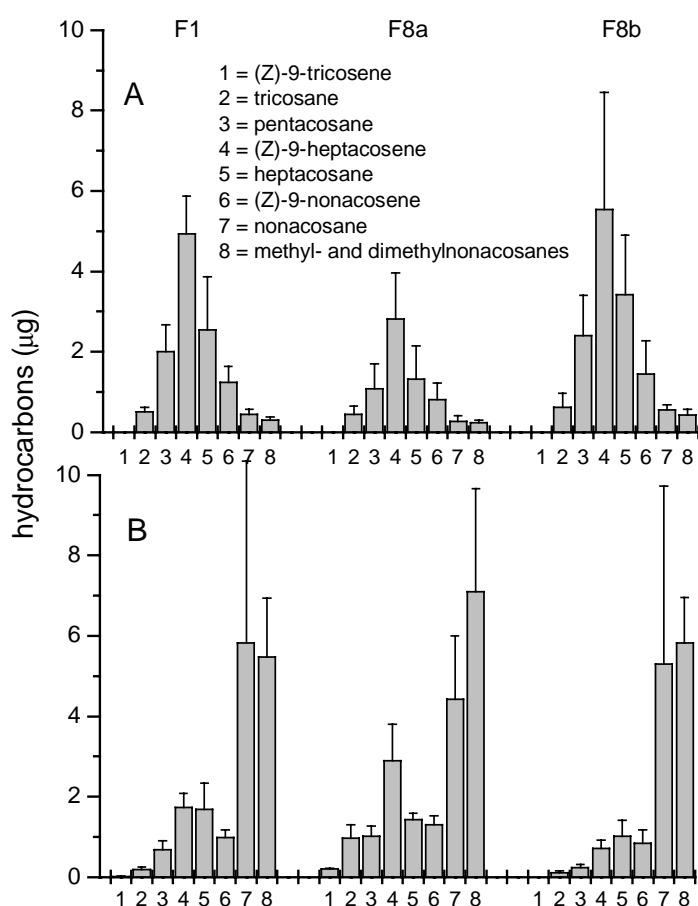 F1 F8a F8b
A
1 = (Z)-9-tricosene
2 = tricosane
3 = pentacosane
4 = (Z)-9-heptacosene
5 = heptacosane
6 = (Z)-9-nonacosene
7 = nonacosane
8 = methyl- and dimethylnonacosanes
10
8
6
4
2
0
1 2 3 4 5 6 7 8 1 2 3 4 5 6 7 8 1 2 3 4 5 6 7 8
hydrocarbons (µg)
B
10
8
6
4
2
0
1 2 3 4 5 6 7 8 1 2 3 4 5 6 7 8 1 2 3 4 5 6 7 8